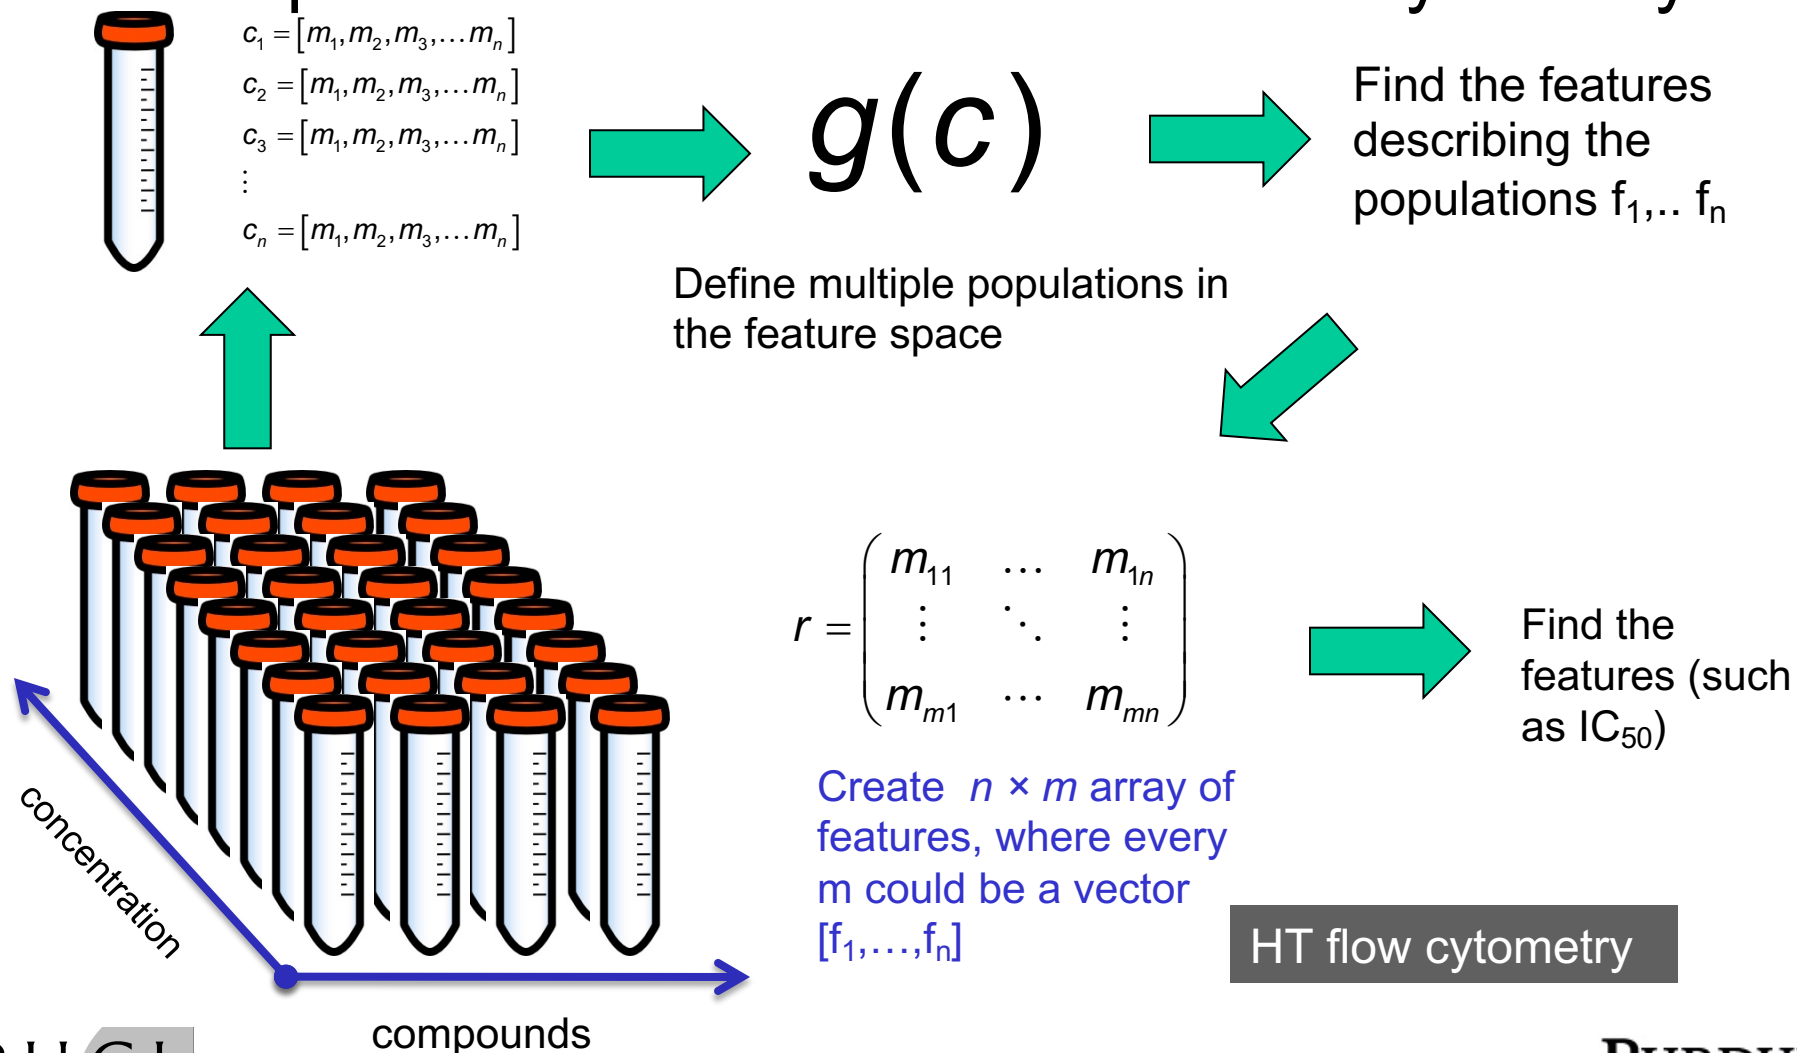 c₁ = [m₁,m₂,m₃,…mₙ]
c₂ = [m₁,m₂,m₃,…mₙ]
c₃ = [m₁,m₂,m₃,…mₙ]
⋮
cₙ = [m₁,m₂,m₃,…mₙ]
g(c)
Find the features
describing the
populations f₁,.. fₙ
Define multiple populations in
the feature space
concentration
compounds
r = ( m₁₁ … m₁ₙ
⋮ ⋱ ⋮
mₘ₁ … mₘₙ )
Create n × m array of
features, where every
m could be a vector
[f₁,…,fₙ]
Find the
features (such
as IC₅₀)
HT flow cytometry